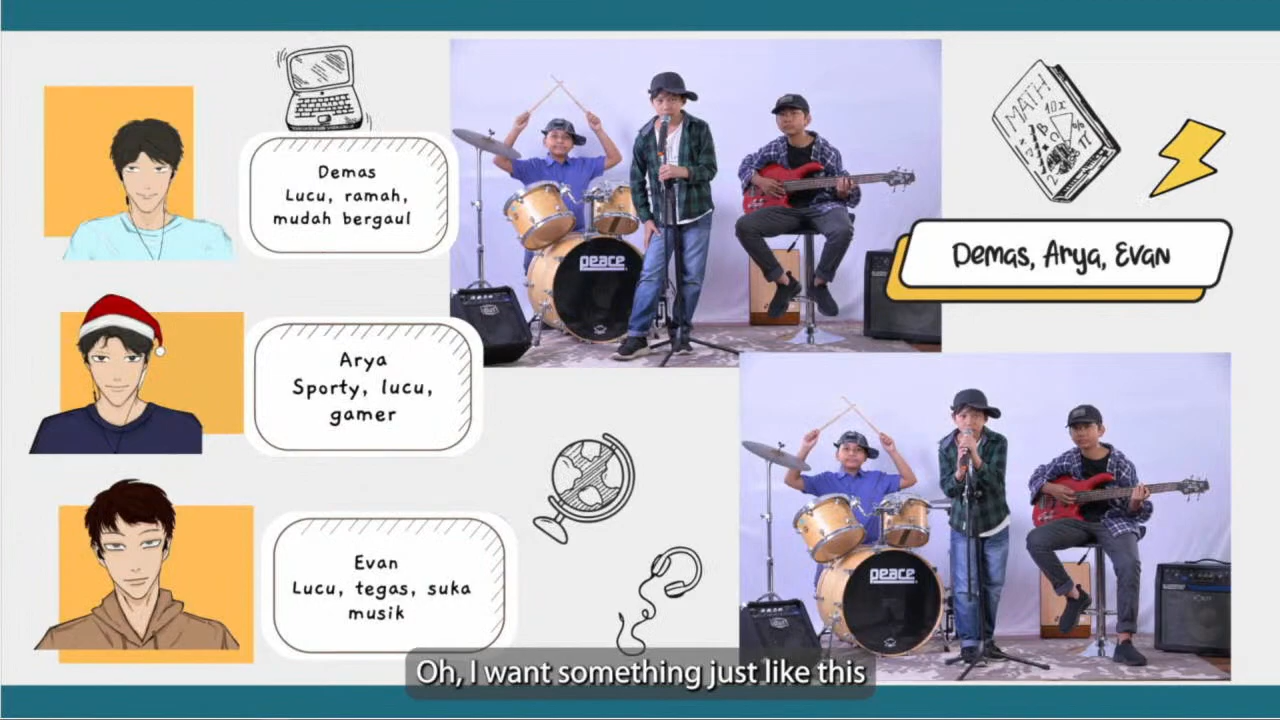 Demas
Lucu, ramah,
mudah bergaul
Arya
Sporty, lucu,
gamer
Evan
Lucu, tegas, suka
musik
peace
MATH
Demas, Arya, Evan
peace
Oh, I want something just like this